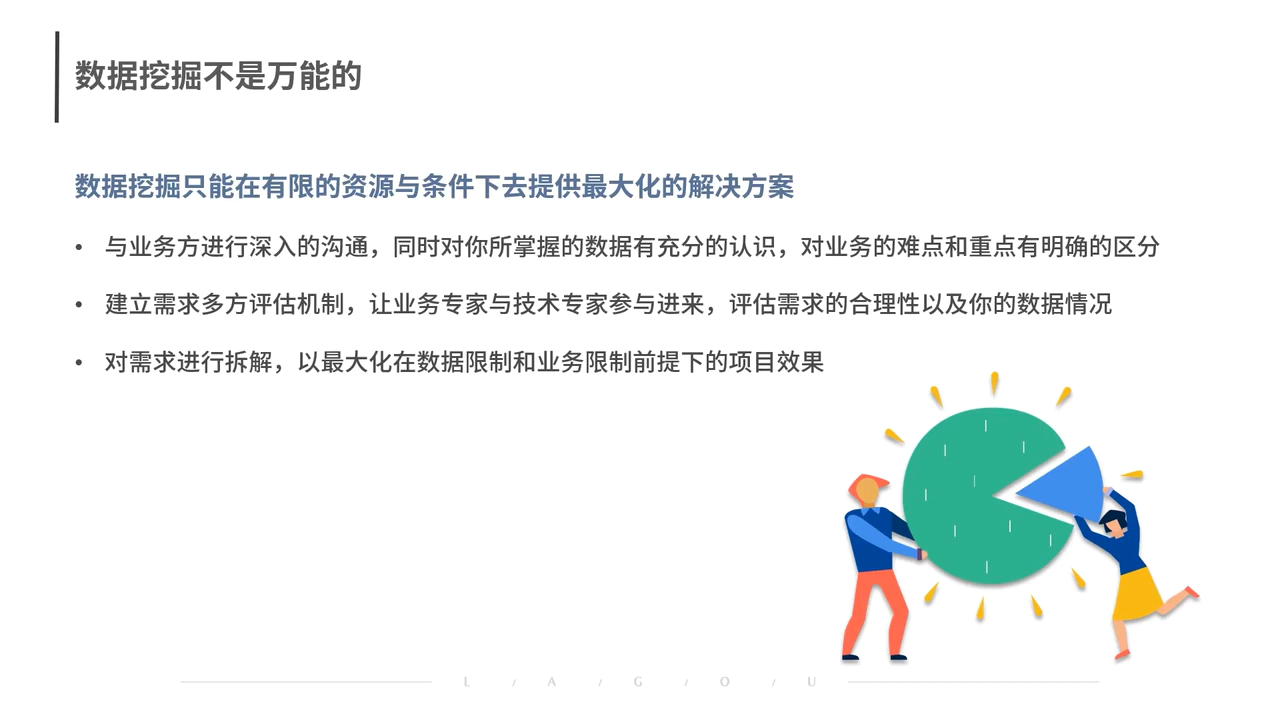 数据挖掘不是万能的
数据挖掘只能在有限的资源与条件下去提供最大化的解决方案
• 与业务方进行深入的沟通，同时对你所掌握的数据有充分的认识，对业务的难点和重点有明确的区分
• 建立需求多方评估机制，让业务专家与技术专家参与进来，评估需求的合理性以及你的数据情况
• 对需求进行拆解，以最大化在数据限制和业务限制前提下的项目效果
L / A / G / O / U